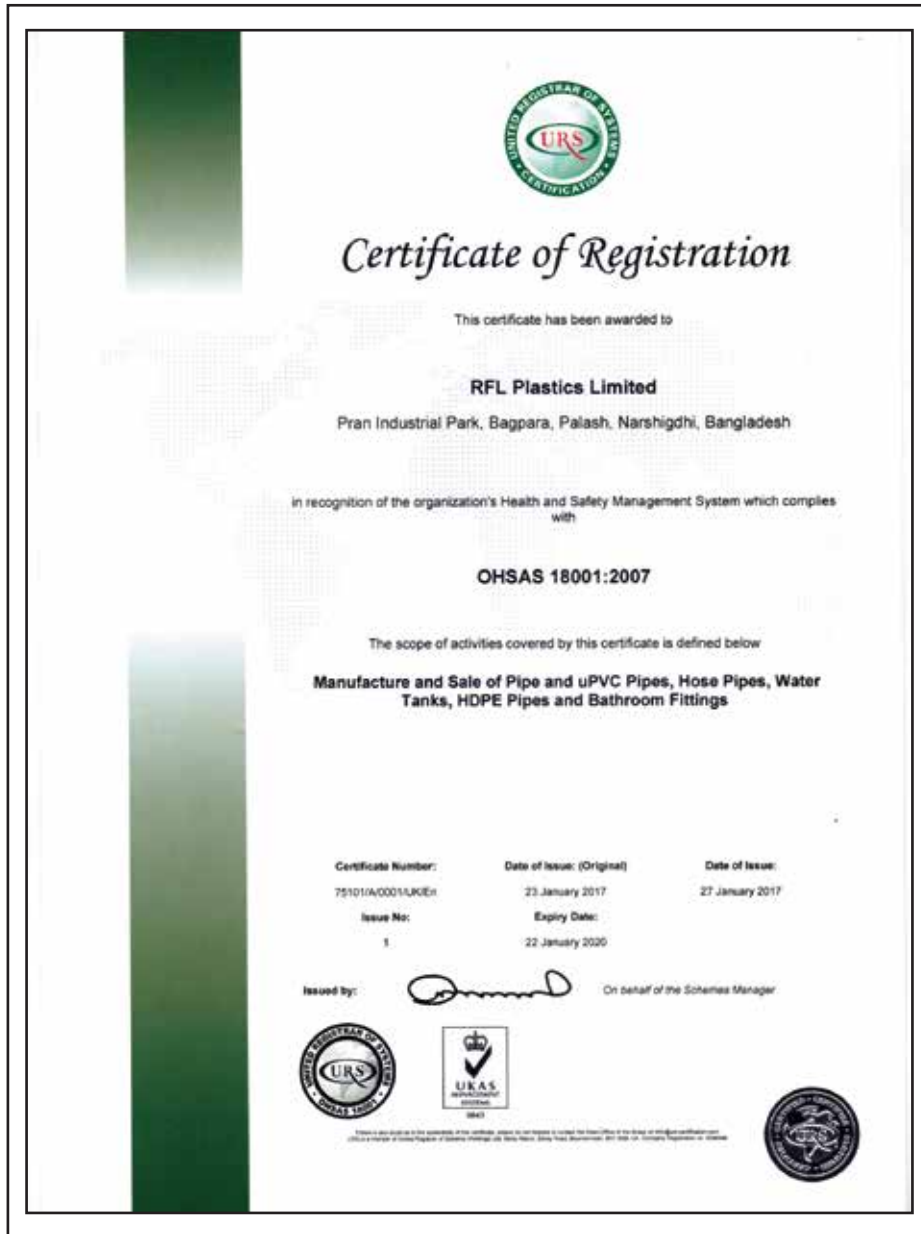 UNITED REGISTRAR OF SYSTEMS
URS
CERTIFICATION
Certificate of Registration
This certificate has been awarded to
RFL Plastics Limited
Pran Industrial Park, Bagpara, Palash, Narshigdhi, Bangladesh
in recognition of the organization's Health and Safety Management System which complies
with
OHSAS 18001:2007
The scope of activities covered by this certificate is defined below
Manufacture and Sale of Pipe and uPVC Pipes, Hose Pipes, Water
Tanks, HDPE Pipes and Bathroom Fittings
Certificate Number: Date of Issue: (Original) Date of Issue:
75101/A/0001/UK/En 23 January 2017 27 January 2017
Issue No: Expiry Date:
1 22 January 2020
Issued by: On behalf of the Schemes Manager
UNITED REGISTRAR OF SYSTEMS
URS
OHSAS 18001
UKAS
MANAGEMENT
SYSTEMS
0043
URS